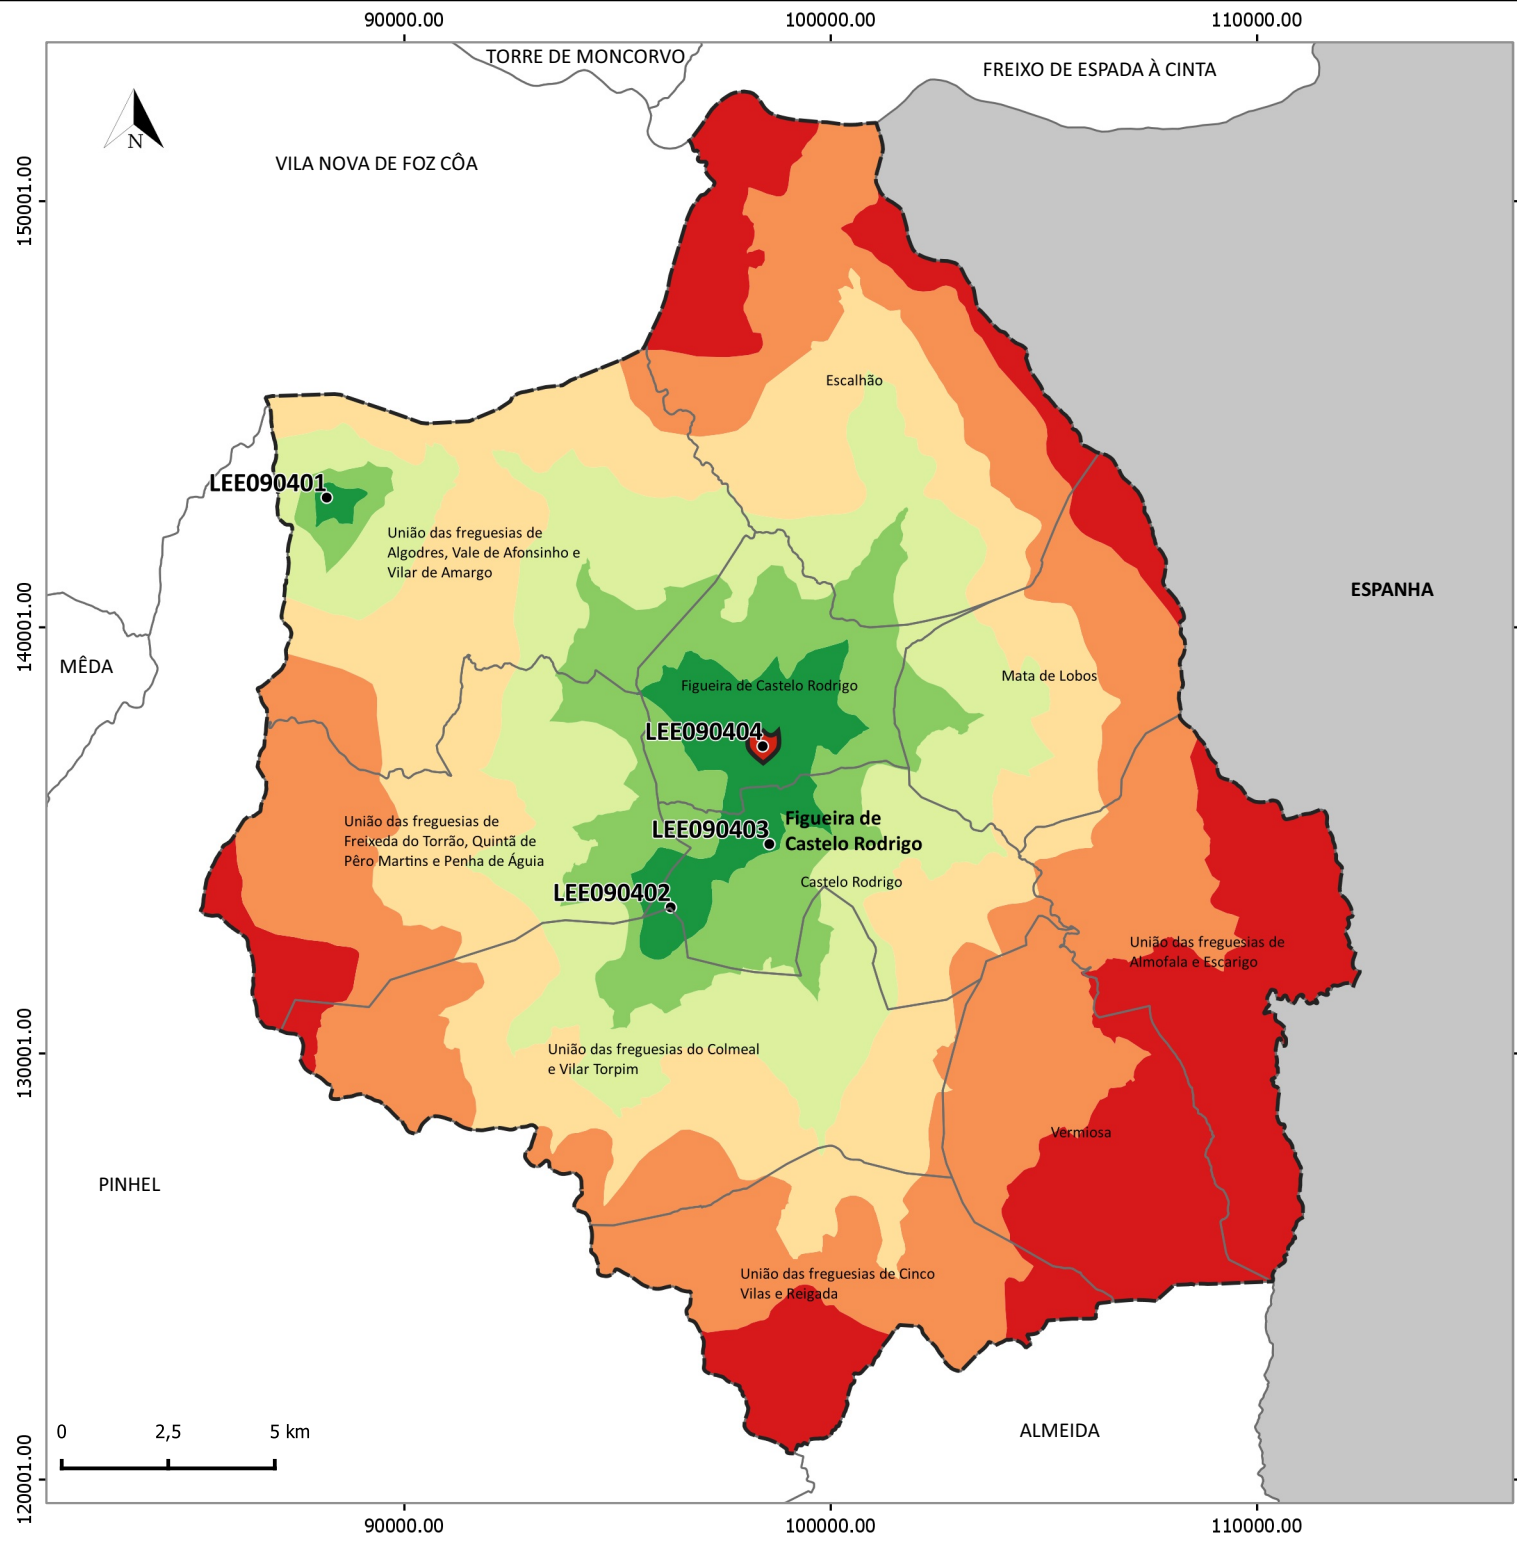 90000.00
100000.00
110000.00
TORRE DE MONCORVO
FREIXO DE ESPADA À CINTA
N
VILA NOVA DE FOZ CÔA
150001.00
Escalhão
LEE090401
União das freguesias de
Algodres, Vale de Afonsinho e
Vilar de Amargo
140001.00
ESPANHA
MÊDA
Mata de Lobos
Figueira de Castelo Rodrigo
LEE090404
União das freguesias de
Freixeda do Torrão, Quintã de
Pêro Martins e Penha de Águia
LEE090403
Figueira de
Castelo Rodrigo
LEE090402
Castelo Rodrigo
União das freguesias de
Almofala e Escarigo
130001.00
União das freguesias do Colmeal
e Vilar Torpim
Vermiosa
PINHEL
União das freguesias de Cinco
Vilas e Reigada
0
2,5
5 km
ALMEIDA
120001.00
90000.00
100000.00
110000.00